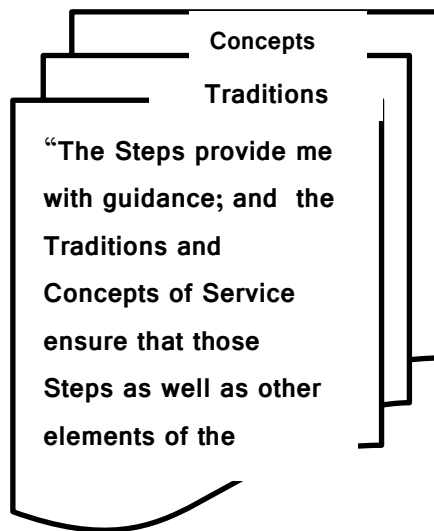 Concepts
Traditions
“The Steps provide me
with guidance; and  the
Traditions and
Concepts of Service
ensure that those
Steps as well as other
elements of the